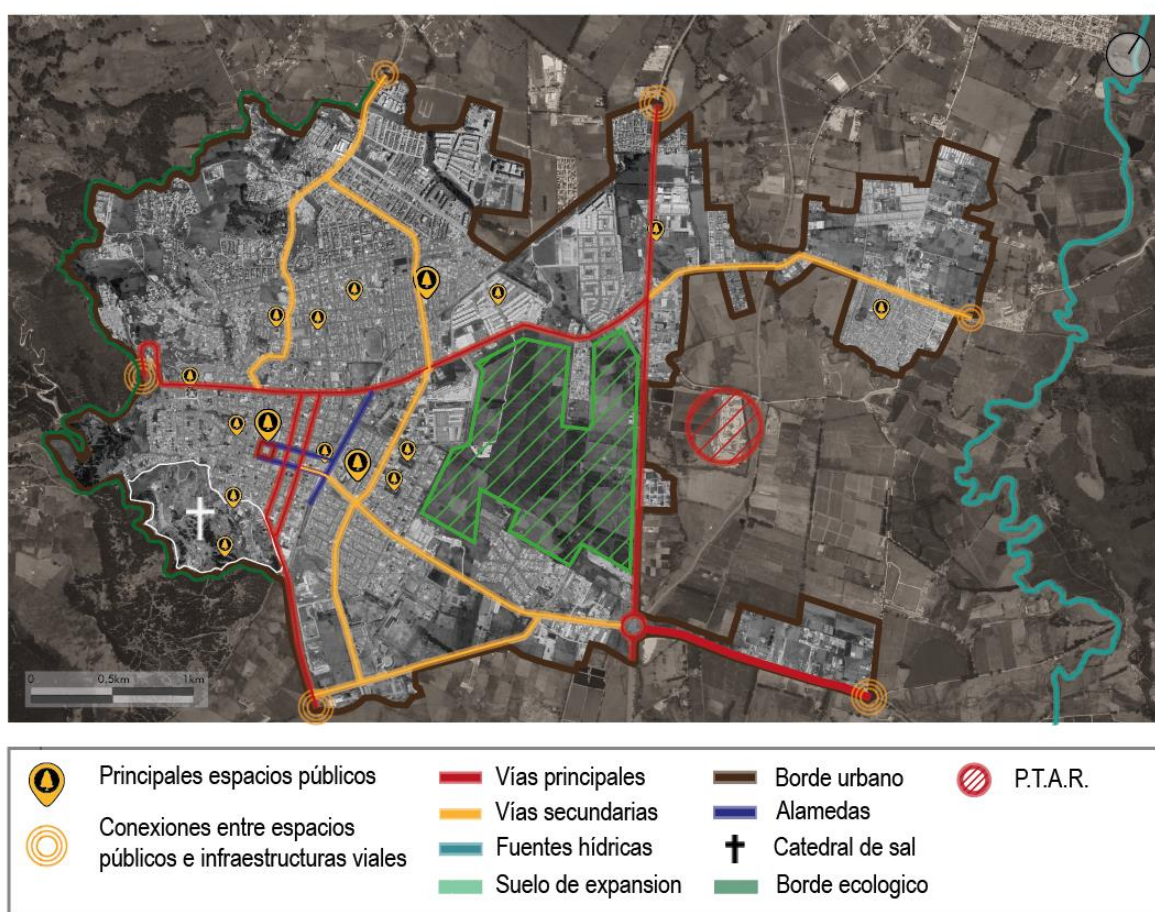 0 0,5km 1km
Principales espacios públicos
Conexiones entre espacios
públicos e infraestructuras viales
Vías principales
Vías secundarias
Fuentes hídricas
Suelo de expansion
Borde urbano
Alamedas
Catedral de sal
Borde ecologico
P.T.A.R.